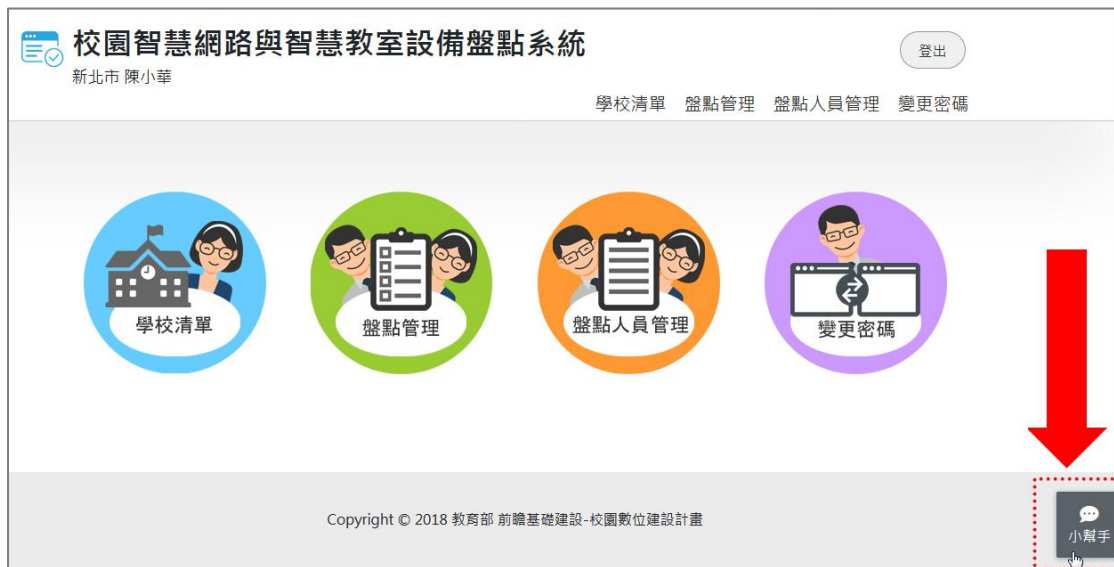 校園智慧網路與智慧教室設備盤點系統
新北市 陳小華
登出
學校清單 盤點管理 盤點人員管理 變更密碼
學校清單
盤點管理
盤點人員管理
變更密碼
Copyright © 2018 教育部 前瞻基礎建設-校園數位建設計畫
小幫手